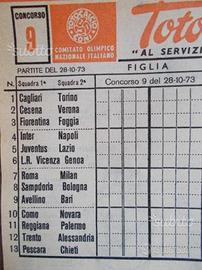 CONCORSO
9
TOTOCALCIO
CONI
COMITATO OLIMPICO
NAZIONALE ITALIANO
Toto
"AL SERVIZI
PARTITE DEL 28-10-73
FIGLIA
N. Squadra 1ª Squadra 2ª Concorso 9 del 28-10-73
1 Cagliari Torino
2 Cesena Verona
3 Fiorentina Foggia
4 Inter Napoli
5 Juventus Lazio
6 L.R. Vicenza Genoa
7 Roma Milan
8 Sampdoria Bologna
9 Avellino Bari
10 Como Novara
11 Reggiana Palermo
12 Trento Alessandria
13 Pescara Chieti